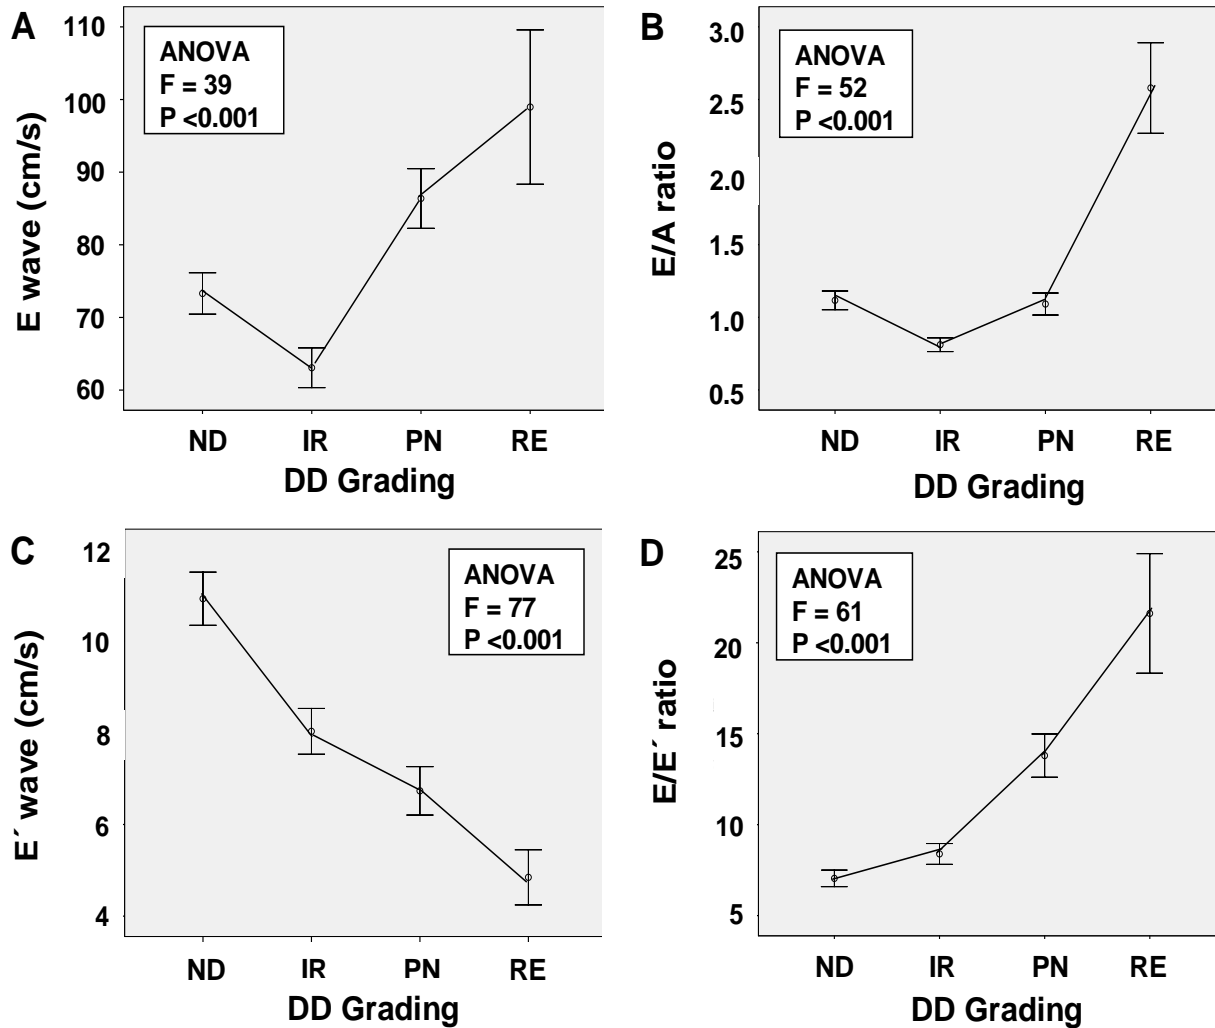 A
E wave (cm/s)
110
100
90
80
70
60
ANOVA
F = 39
P <0.001
ND IR PN RE
DD Grading
B
E/A ratio
3.0
2.5
2.0
1.5
1.0
0.5
ANOVA
F = 52
P <0.001
ND IR PN RE
DD Grading
C
E´ wave (cm/s)
12
10
8
6
4
ANOVA
F = 77
P <0.001
ND IR PN RE
DD Grading
D
E/E´ ratio
25
20
15
10
5
ANOVA
F = 61
P <0.001
ND IR PN RE
DD Grading